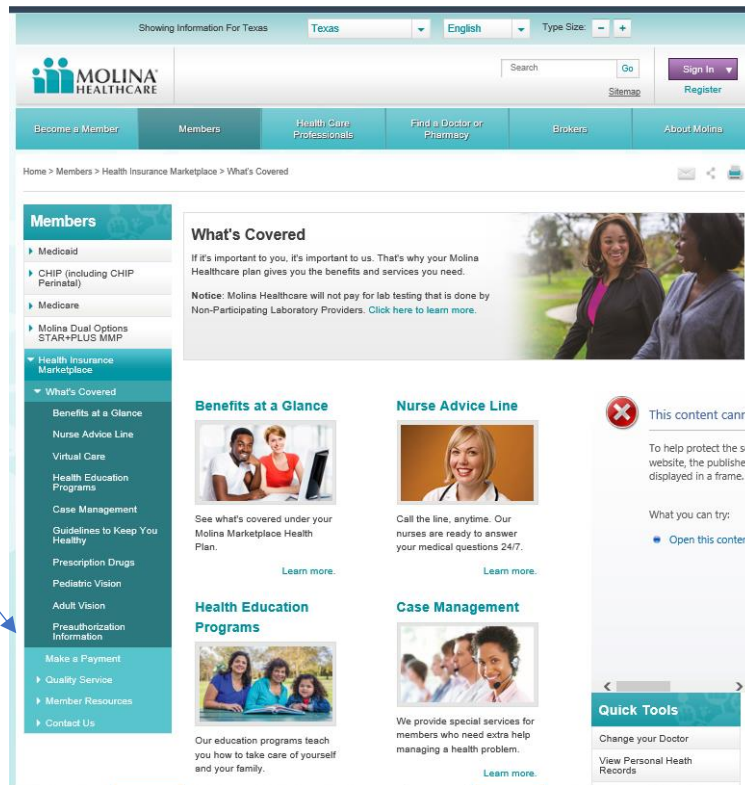 Showing Information For Texas
Texas
English
Type Size: - +
MOLINA
HEALTHCARE
Search
Go
Sitemap
Sign In
Register
Become a Member
Members
Health Care
Professionals
Find a Doctor or
Pharmacy
Brokers
About Molina
Home > Members > Health Insurance Marketplace > What's Covered
Members
Medicaid
CHIP (including CHIP
Perinatal)
Medicare
Molina Dual Options
STAR+PLUS MMP
Health Insurance
Marketplace
What's Covered
Benefits at a Glance
Nurse Advice Line
Virtual Care
Health Education
Programs
Case Management
Guidelines to Keep You
Healthy
Prescription Drugs
Pediatric Vision
Adult Vision
Preauthorization
Information
Make a Payment
Quality Service
Member Resources
Contact Us
What's Covered
If it's important to you, it's important to us. That's why your Molina
Healthcare plan gives you the benefits and services you need.
Notice: Molina Healthcare will not pay for lab testing that is done by
Non-Participating Laboratory Providers. Click here to learn more.
Benefits at a Glance
See what's covered under your
Molina Marketplace Health
Plan.
Learn more.
Nurse Advice Line
Call the line, anytime. Our
nurses are ready to answer
your medical questions 24/7.
Learn more.
Health Education
Programs
Our education programs teach
you how to take care of yourself
and your family.
Case Management
We provide special services for
members who need extra help
managing a health problem.
Learn more.
This content
To help protect the
website, the
displayed in a frame.
What you can try:
Open this
Quick Tools
Change your Doctor
View Personal Heath
Records